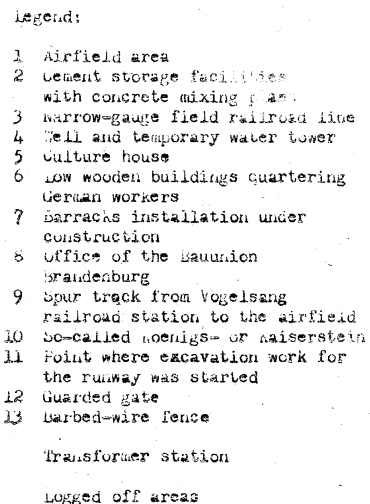 Legend:
1 Airfield area
2 Cement storage facilities
with concrete mixing plant
3 Narrow-gauge field railroad line
4 Well and temporary water tower
5 Culture house
6 Low wooden buildings quartering
German workers
7 Barracks installation under
construction
8 Office of the Bauunion
Brandenburg
9 Spur track from Vogelsang
railroad station to the airfield
10 So-called Koenigs- or Kaiserstein
11 Point where excavation work for
the runway was started
12 Guarded gate
13 Barbed-wire fence
Transformer station
Logged off areas